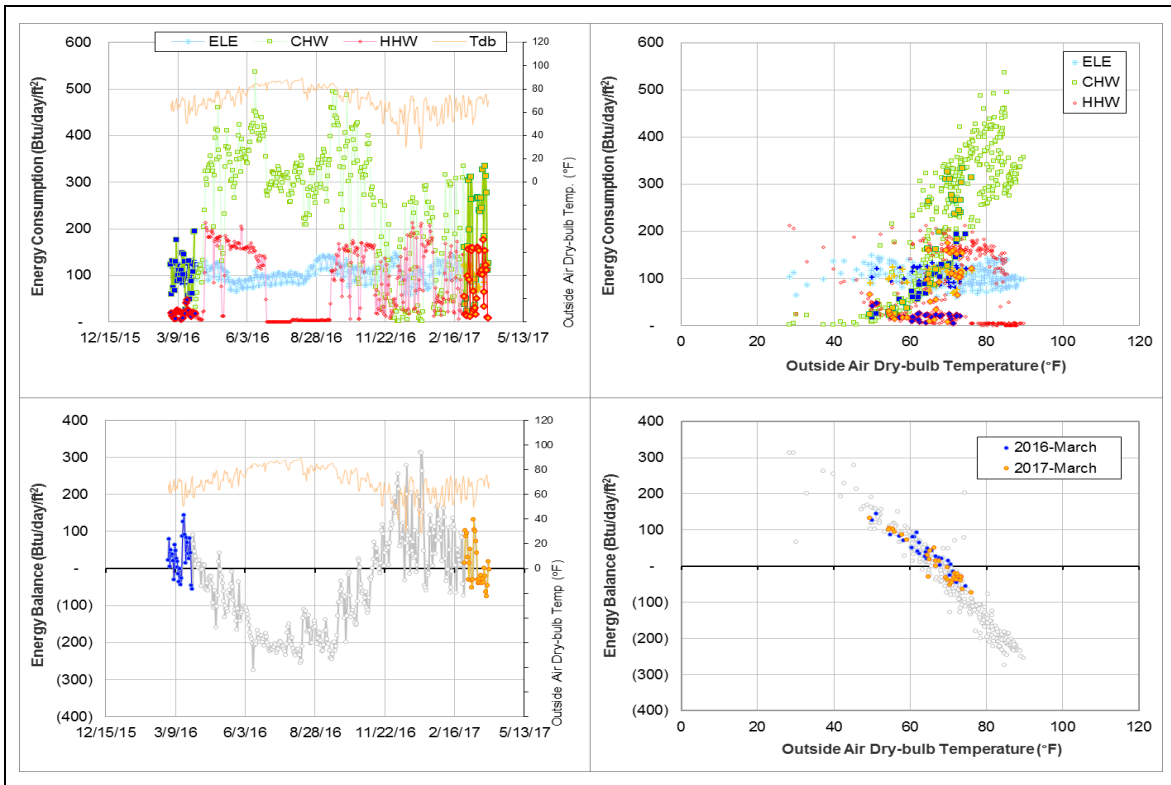 ELE CHW HHW Tdb
600
500
400
300
200
100
-
120
100
80
60
40
20
0
Energy Consumption (Btu/day/ft²)
Outside Air Dry-bulb Temp. (°F)
12/15/15 3/9/16 6/3/16 8/28/16 11/22/16 2/16/17 5/13/17
ELE
CHW
HHW
600
500
400
300
200
100
-
Energy Consumption (Btu/day/ft²)
0 20 40 60 80 100 120
Outside Air Dry-bulb Temperature (°F)
400
300
200
100
-
(100)
(200)
(300)
(400)
120
100
80
60
40
20
0
Energy Balance (Btu/day/ft²)
Outside Air Dry-bulb Temp (°F)
12/15/15 3/9/16 6/3/16 8/28/16 11/22/16 2/16/17 5/13/17
2016-March
2017-March
400
300
200
100
-
(100)
(200)
(300)
(400)
Energy Balance (Btu/day/ft²)
0 20 40 60 80 100 120
Outside Air Dry-bulb Temperature (°F)